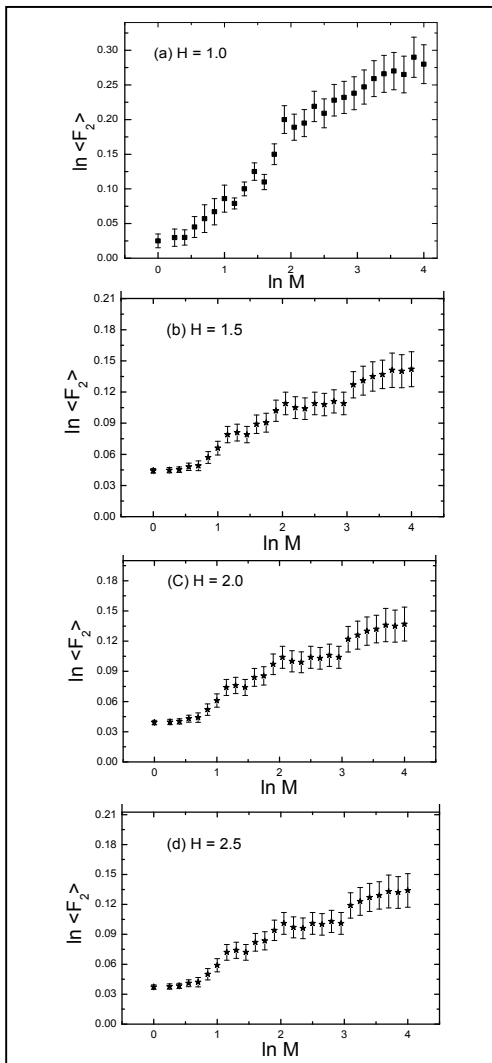 (a) H = 1.0
ln <F₂>
0.30
0.25
0.20
0.15
0.10
0.05
0.00
0 1 2 3 4
ln M
(b) H = 1.5
ln <F₂>
0.21
0.18
0.15
0.12
0.09
0.06
0.03
0.00
0 1 2 3 4
ln M
(C) H = 2.0
ln <F₂>
0.18
0.15
0.12
0.09
0.06
0.03
0.00
0 1 2 3 4
ln M
(d) H = 2.5
ln <F₂>
0.21
0.18
0.15
0.12
0.09
0.06
0.03
0.00
0 1 2 3 4
ln M